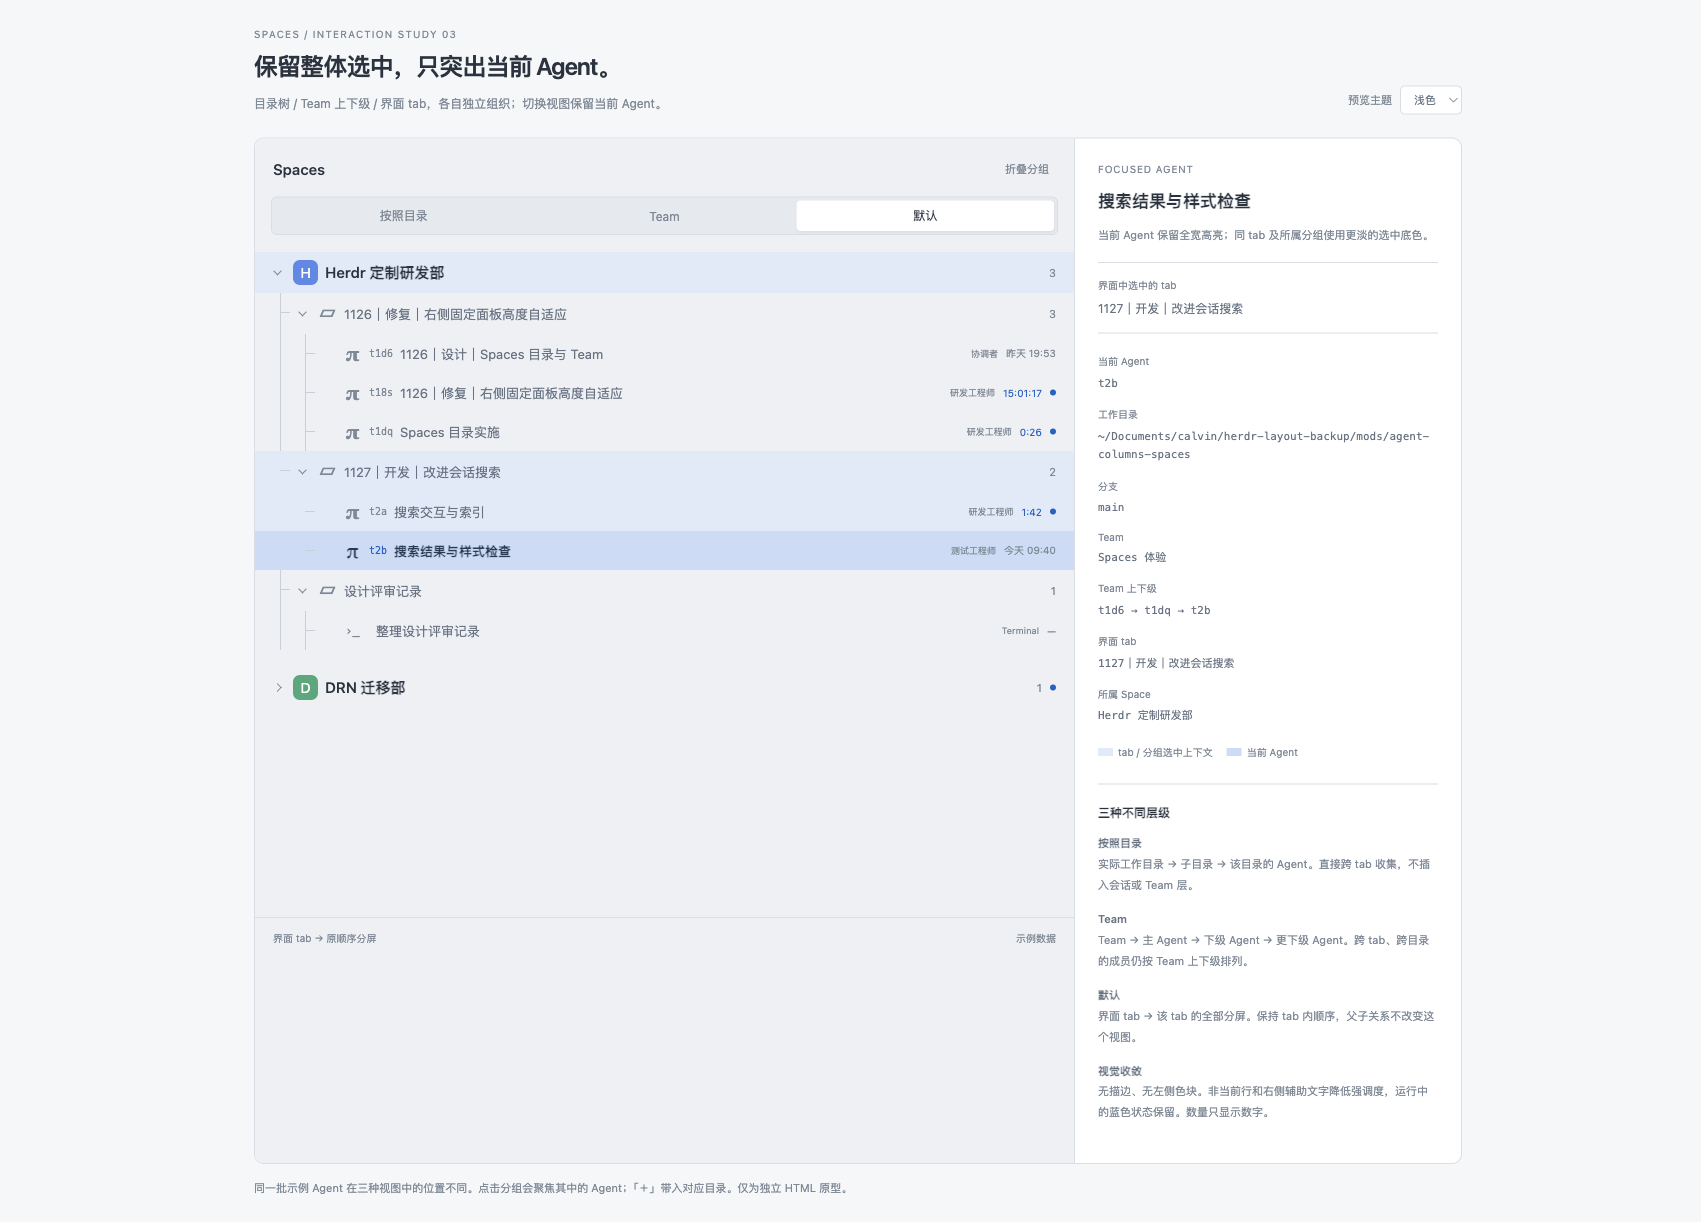 SPACES / INTERACTION STUDY 03
保留整体选中，只突出当前 Agent。
目录树 / Team 上下级 / 界面 tab，各自独立组织；切换视图保留当前 Agent。
预览主题
浅色
Spaces
折叠分组
按照目录
Team
默认
H Herdr 定制研发部 3
1126｜修复｜右侧固定面板高度自适应 3
π t1d6 1126｜设计｜Spaces 目录与 Team 协调者 昨天 19:53
π t18s 1126｜修复｜右侧固定面板高度自适应 研发工程师 15:01:17
π t1dq Spaces 目录实施 研发工程师 0:26
1127｜开发｜改进会话搜索 2
π t2a 搜索交互与索引 研发工程师 1:42
π t2b 搜索结果与样式检查 测试工程师 今天 09:40
设计评审记录 1
›_ 整理设计评审记录 Terminal —
D DRN 迁移部 1
界面 tab → 原顺序分屏
示例数据
FOCUSED AGENT
搜索结果与样式检查
当前 Agent 保留全宽高亮；同 tab 及所属分组使用更淡的选中底色。
界面中选中的 tab
1127｜开发｜改进会话搜索
当前 Agent
t2b
工作目录
~/Documents/calvin/herdr-layout-backup/mods/agent-
columns-spaces
分支
main
Team
Spaces 体验
Team 上下级
t1d6 → t1dq → t2b
界面 tab
1127｜开发｜改进会话搜索
所属 Space
Herdr 定制研发部
tab / 分组选中上下文
当前 Agent
三种不同层级
按照目录
实际工作目录 → 子目录 → 该目录的 Agent。直接跨 tab 收集，不插
入会话或 Team 层。
Team
Team → 主 Agent → 下级 Agent → 更下级 Agent。跨 tab、跨目录
的成员仍按 Team 上下级排列。
默认
界面 tab → 该 tab 的全部分屏。保持 tab 内顺序，父子关系不改变这
个视图。
视觉收敛
无描边、无左侧色块。非当前行和右侧辅助文字降低强调度，运行中
的蓝色状态保留。数量只显示数字。
同一批示例 Agent 在三种视图中的位置不同。点击分组会聚焦其中的 Agent；「＋」带入对应目录。仅为独立 HTML 原型。